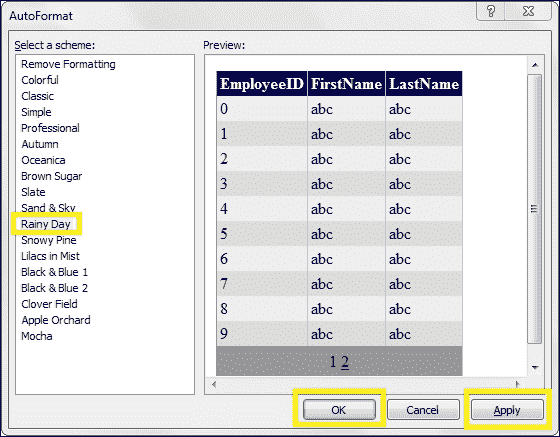 AutoFormat
Select a scheme:
Remove Formatting
Colorful
Classic
Simple
Professional
Autumn
Oceanica
Brown Sugar
Slate
Sand & Sky
Rainy Day
Snowy Pine
Lilacs in Mist
Black & Blue 1
Black & Blue 2
Clover Field
Apple Orchard
Mocha
Preview:
EmployeeID FirstName LastName
0 abc abc
1 abc abc
2 abc abc
3 abc abc
4 abc abc
5 abc abc
6 abc abc
7 abc abc
8 abc abc
9 abc abc
1 2
OK Cancel Apply